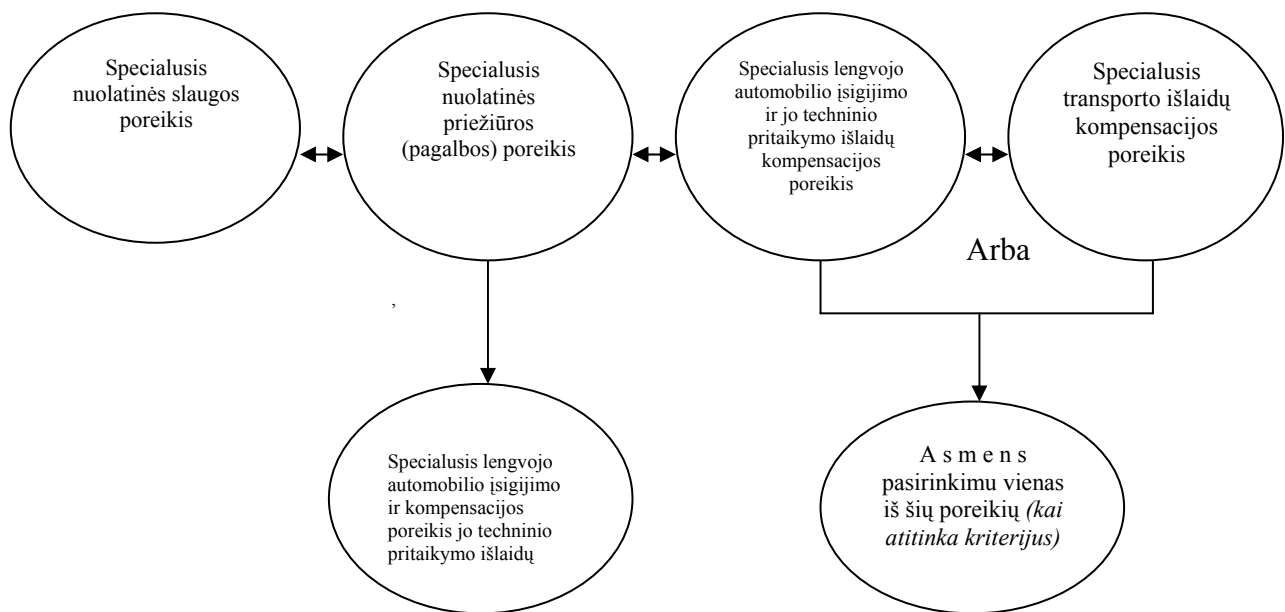 Specialusis
nuolatinės slaugos
poreikis
Specialusis
nuolatinės
priežiūros
(pagalbos) poreikis
Specialusis lengvojo
automobilio įsigijimo
ir jo techninio
pritaikymo išlaidų
kompensacijos
poreikis
Specialusis
transporto išlaidų
kompensacijos
poreikis
Arba
,
Specialusis lengvojo
automobilio įsigijimo
ir kompensacijos
poreikis jo techninio
pritaikymo išlaidų
A s m e n s
pasirinkimu vienas
iš šių poreikių (kai
atitinka kriterijus)